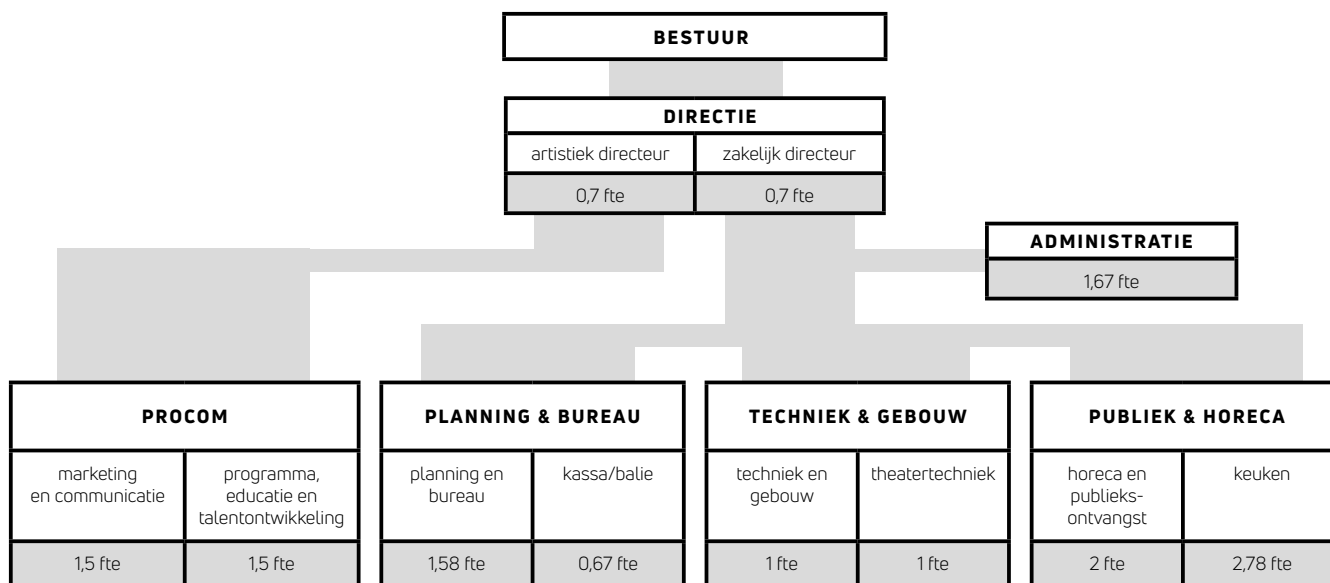 BESTUUR
DIRECTIE
artistiek directeur
zakelijk directeur
0,7 fte
0,7 fte
ADMINISTRATIE
1,67 fte
PROCOM
marketing
en communicatie
programma,
educatie en
talentontwikkeling
1,5 fte
1,5 fte
PLANNING & BUREAU
planning en
bureau
kassa/balie
1,58 fte
0,67 fte
TECHNIEK & GEBOUW
techniek en
gebouw
theatertechniek
1 fte
1 fte
PUBLIEK & HORECA
horeca en
publieks-
ontvangst
keuken
2 fte
2,78 fte